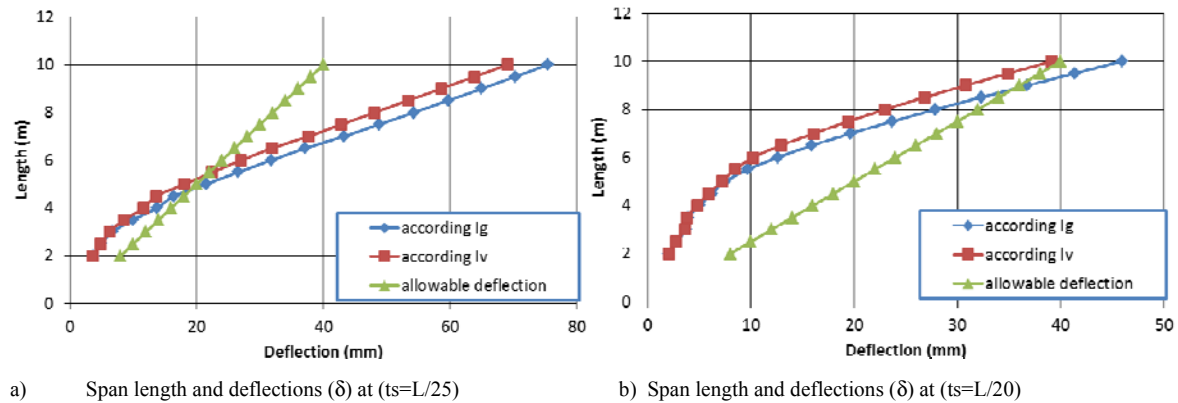 12
10
8
6
4
2
0
Length (m)
0 20 40 60 80
Deflection (mm)
according Ig
according Iv
allowable deflection
a) Span length and deflections (δ) at (ts=L/25)
12
10
8
6
4
2
0
Length (m)
0 10 20 30 40 50
Deflection (mm)
according Ig
according Iv
allowable deflection
b) Span length and deflections (δ) at (ts=L/20)